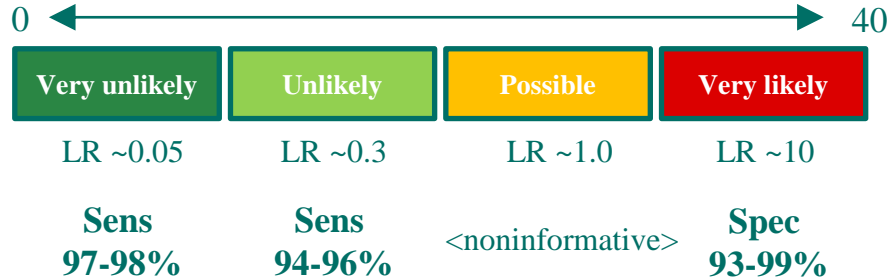 0 40
Very unlikely Unlikely Possible Very likely
LR ~0.05 LR ~0.3 LR ~1.0 LR ~10
Sens Sens <noninformative> Spec
97-98% 94-96% 93-99%